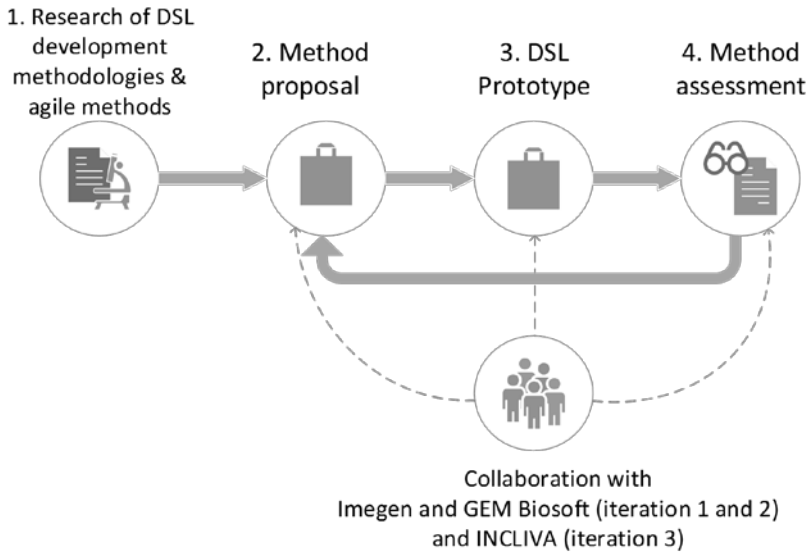 1. Research of DSL
development
methodologies &
agile methods
2. Method
proposal
3. DSL
Prototype
4. Method
assessment
Collaboration with
Imegen and GEM Biosoft (iteration 1 and 2)
and INCLIVA (iteration 3)